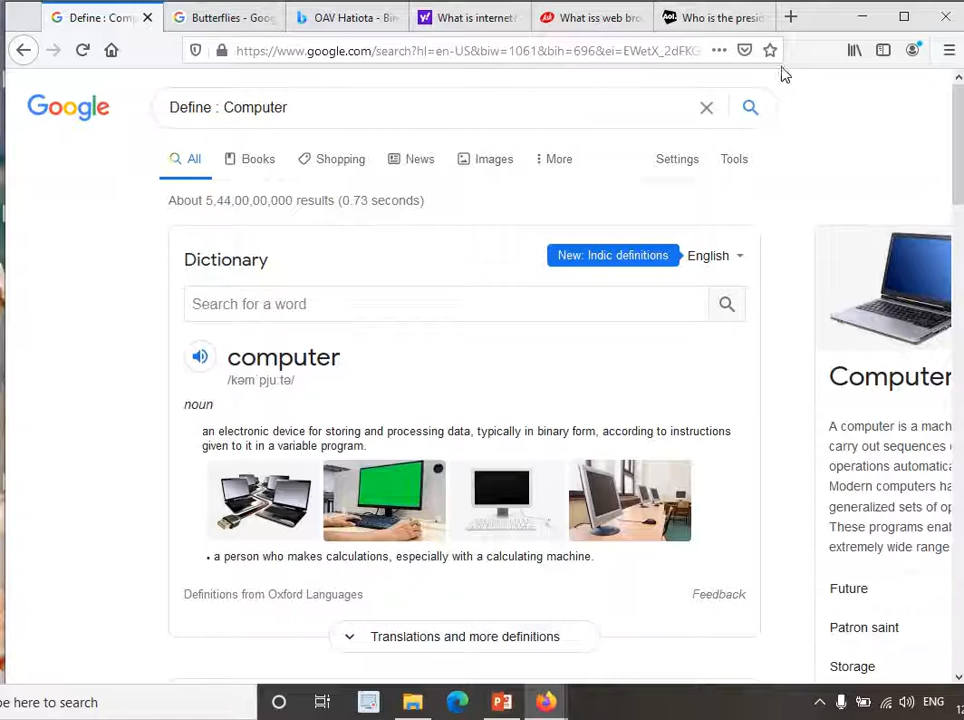 Define : Comp
Butterflies - Goo
OAV Hatiota - Bin
What is internet
What iss web bro
Aol.
Who is the presid
https://www.google.com/search?hl=en-US&biw=1061&bih=696&ei=EWetX_2dFKG
Google
Define : Computer
All
Books
Shopping
News
Images
More
Settings
Tools
About 5,44,00,00,000 results (0.73 seconds)
Dictionary
New: Indic definitions
English
Search for a word
computer
/kəmˈpjuːtə/
noun
an electronic device for storing and processing data, typically in binary form, according to instructions
given to it in a variable program.
• a person who makes calculations, especially with a calculating machine.
Definitions from Oxford Languages
Feedback
Translations and more definitions
Computer
A computer is a mach
carry out sequences o
operations automatica
Modern computers ha
generalized sets of op
These programs enab
extremely wide range
Future
Patron saint
Storage
pe here to search
ENG
12